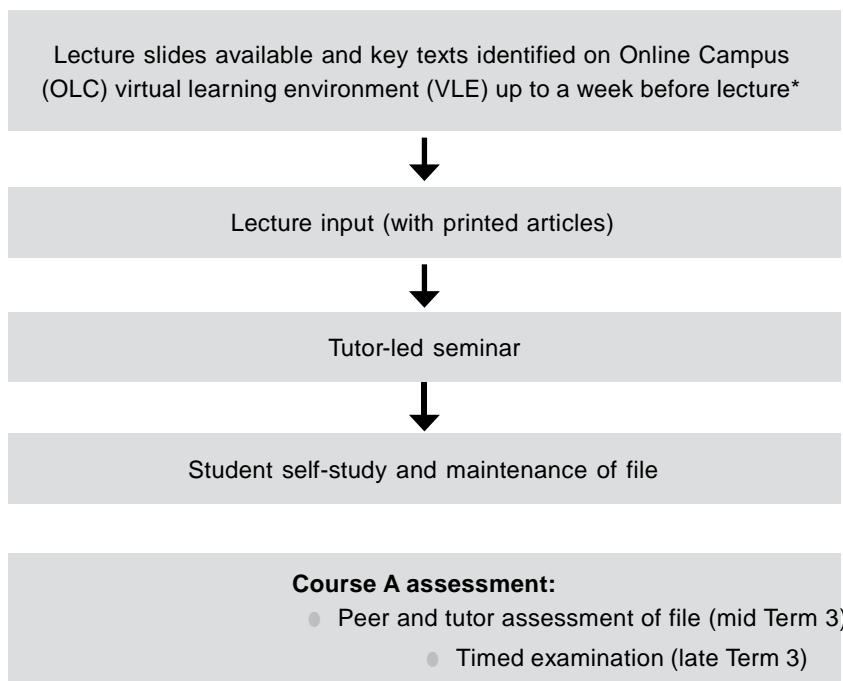 Lecture slides available and key texts identified on Online Campus
(OLC) virtual learning environment (VLE) up to a week before lecture*
Lecture input (with printed articles)
Tutor-led seminar
Student self-study and maintenance of file
Course A assessment:
Peer and tutor assessment of file (mid Term 3)
Timed examination (late Term 3)